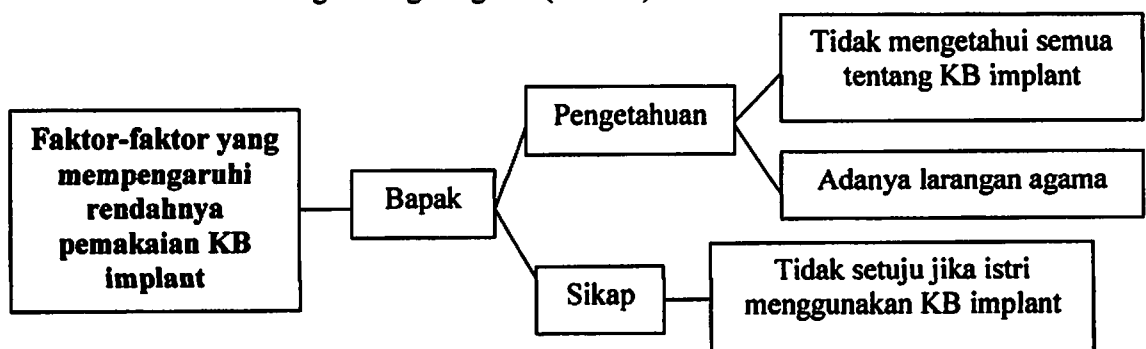 Tidak mengetahui semua
tentang KB implant
Pengetahuan
Faktor-faktor yang
mempengaruhi
rendahnya
pemakaian KB
implant
Bapak
Adanya larangan agama
Sikap
Tidak setuju jika istri
menggunakan KB implant